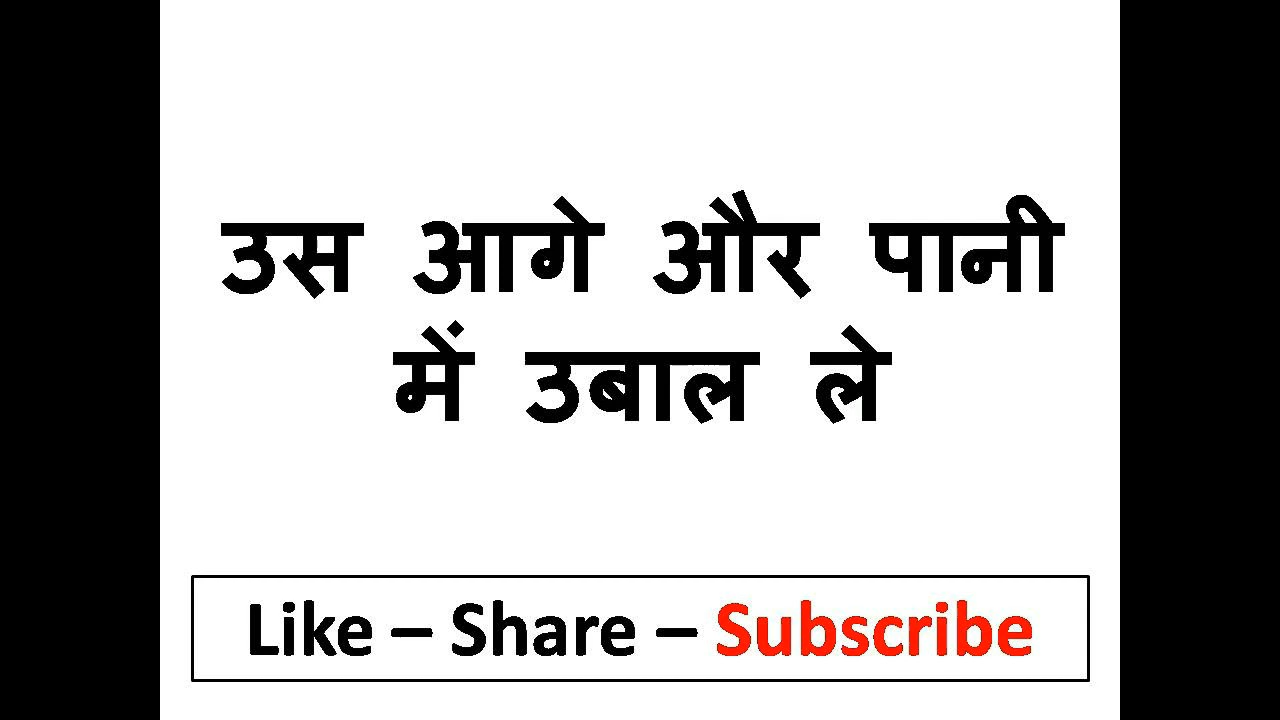 उस आगे और पानी
में उबाल ले
Like – Share – Subscribe